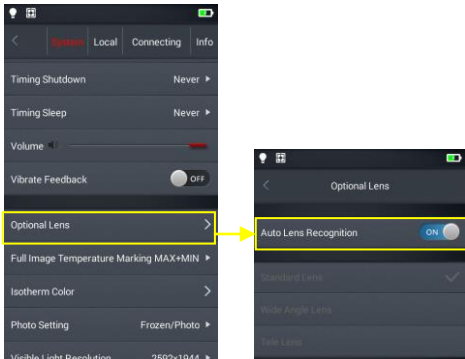 System Local Connecting Info
Timing Shutdown Never
Timing Sleep Never
Volume
Vibrate Feedback OFF
Optional Lens
Full Image Temperature Marking MAX+MIN
Isotherm Color
Photo Setting Frozen/Photo
Visible Light Resolution 2592x1944
Optional Lens
Auto Lens Recognition ON
Standard Lens
Wide Angle Lens
Tele Lens